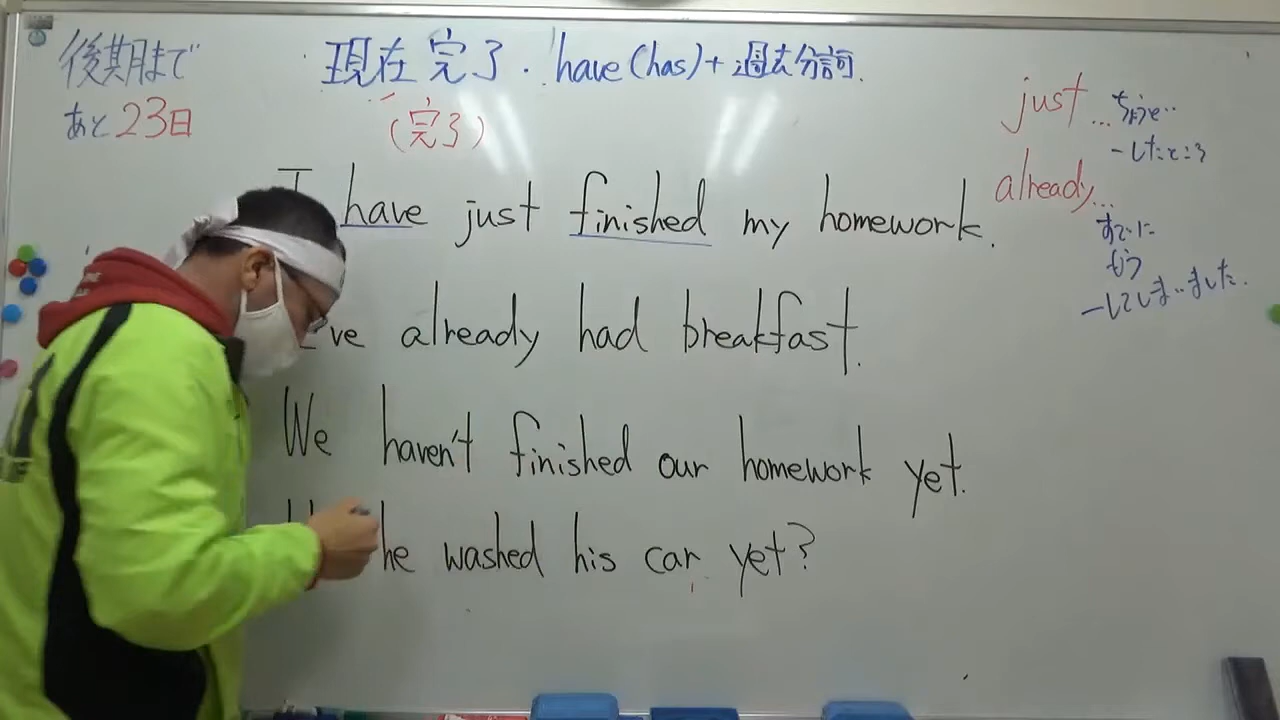 後期まで
あと23日
現在完了. have(has)+過去分詞.
(完了)
just...ちょうど..
ーしたところ
already...
すでに
もう
ーしてしまいました.
I have just finished my homework.
've already had breakfast.
We haven't finished our homework yet.
he washed his car yet?